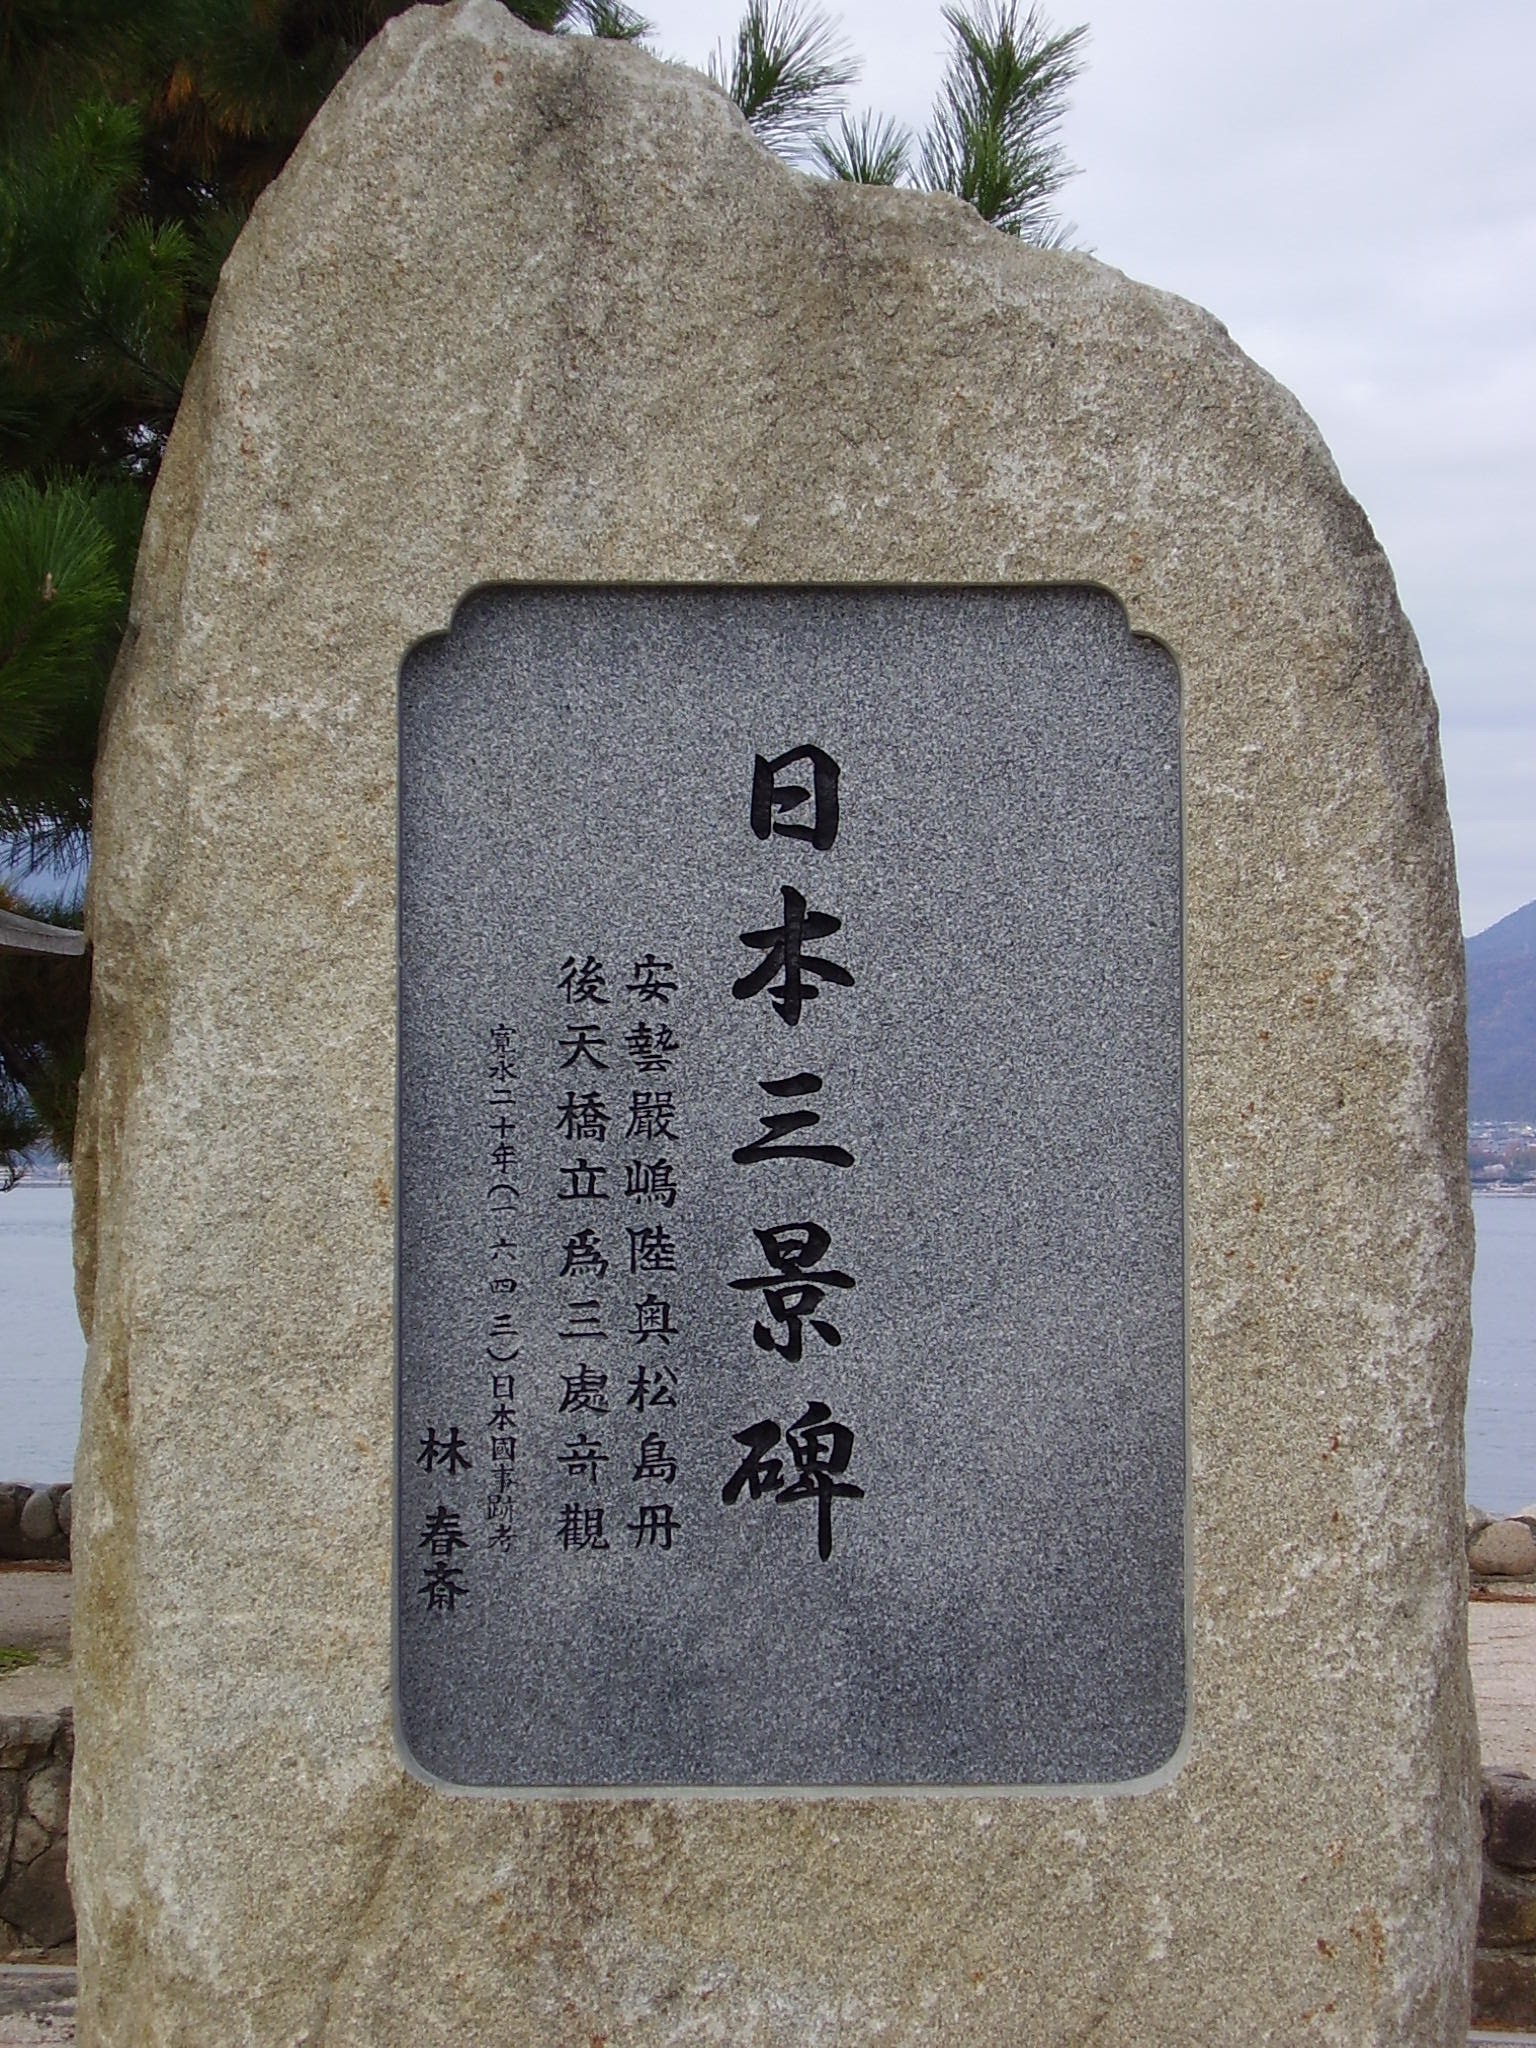 日本三景碑
安藝嚴嶋陸奥松島丹
後天橋立爲三處奇觀
寛永二十年(一六四三)日本國事跡考
林春斎